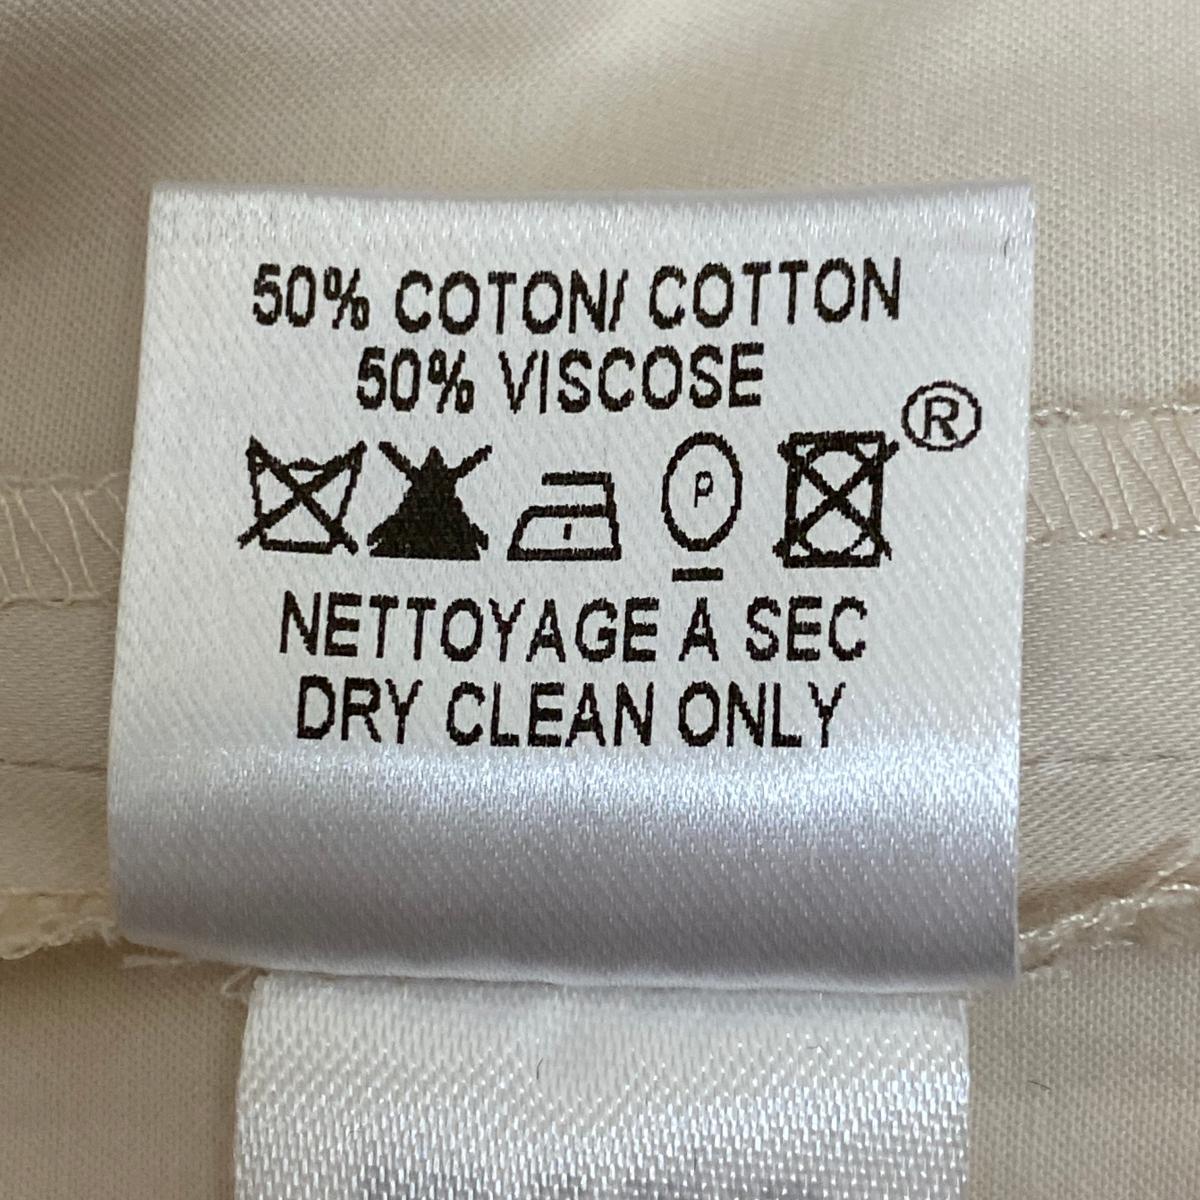 50% COTON/ COTTON
50% VISCOSE
®
P
NETTOYAGE À SEC
DRY CLEAN ONLY